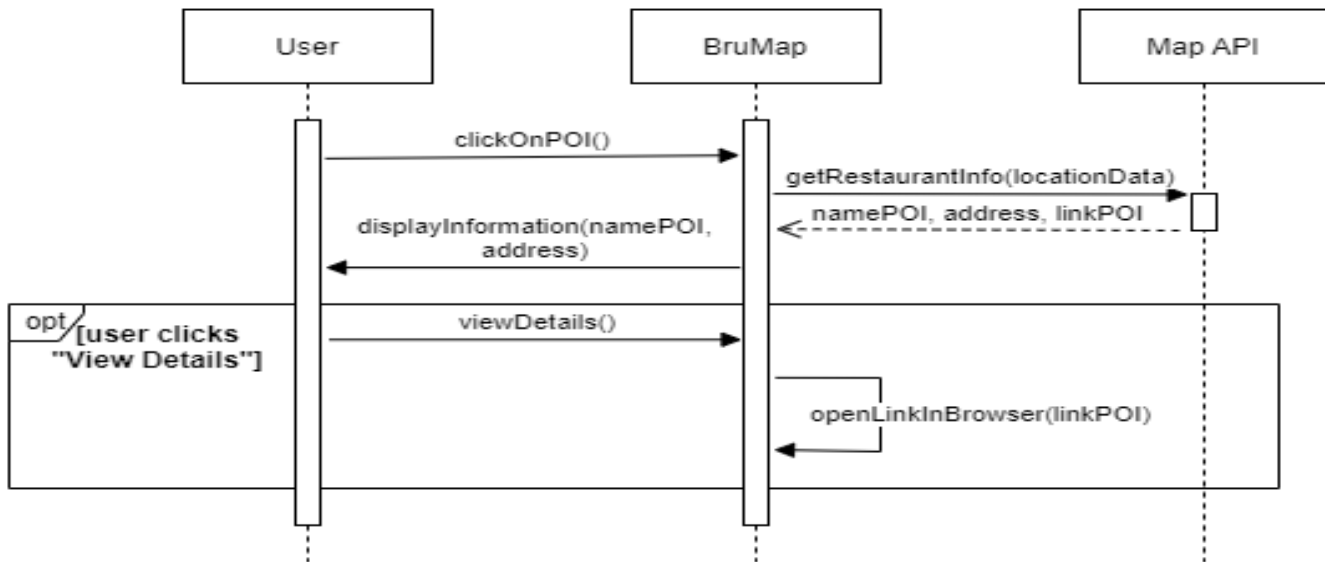 User
BruMap
Map API
clickOnPOI()
getRestaurantInfo(locationData)
namePOI, address, linkPOI
displayInformation(namePOI,
address)
opt
[user clicks
"View Details"]
viewDetails()
openLinkInBrowser(linkPOI)